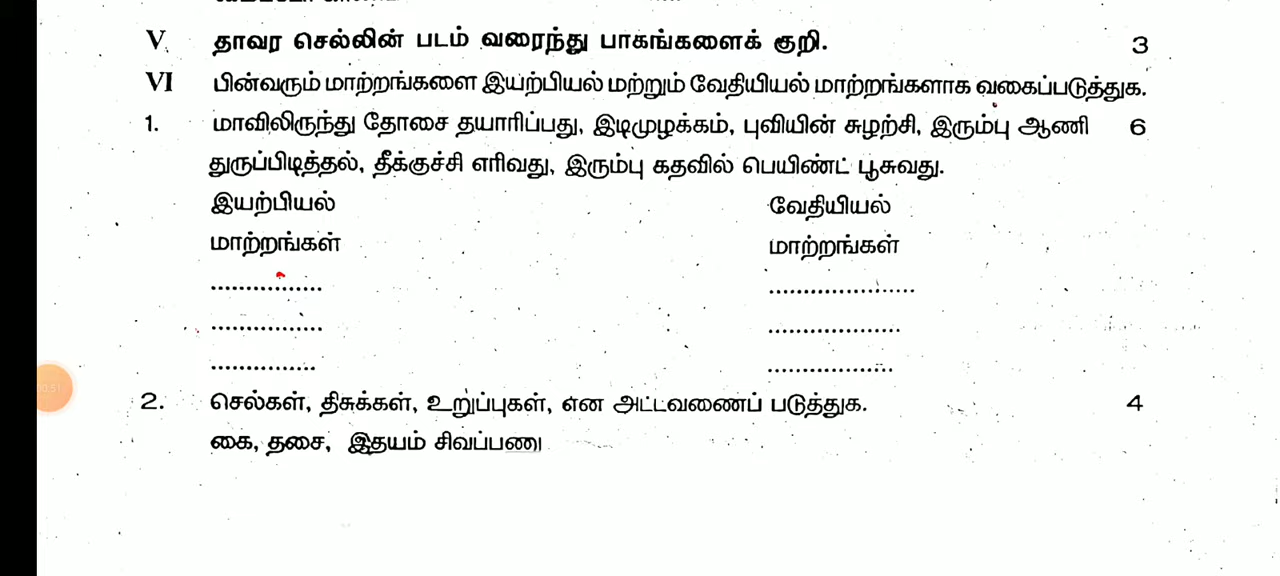 V. தாவர செல்லின் படம் வரைந்து பாகங்களைக் குறி. 3
VI பின்வரும் மாற்றங்களை இயற்பியல் மற்றும் வேதியியல் மாற்றங்களாக வகைப்படுத்துக.
1. மாவிலிருந்து தோசை தயாரிப்பது, இடிமுழக்கம், புவியின் சுழற்சி, இரும்பு ஆணி 6
துருப்பிடித்தல், தீக்குச்சி எரிவது, இரும்பு கதவில் பெயிண்ட் பூசுவது.
இயற்பியல் வேதியியல்
மாற்றங்கள் மாற்றங்கள்
................ .....................
................ ...................
............... ..................
2. செல்கள், திசுக்கள், உறுப்புகள், என அட்டவணைப் படுத்துக. 4
கை, தசை, இதயம் சிவப்பணு